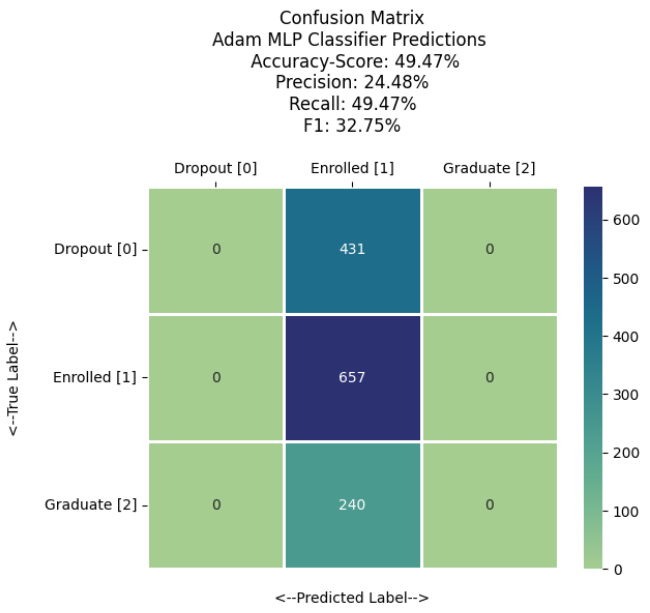 Confusion Matrix
Adam MLP Classifier Predictions
Accuracy-Score: 49.47%
Precision: 24.48%
Recall: 49.47%
F1: 32.75%
Dropout [0] Enrolled [1] Graduate [2]
Dropout [0] 0 431 0
Enrolled [1] 0 657 0
Graduate [2] 0 240 0
<--True Label-->
<--Predicted Label-->
600
500
400
300
200
100
0